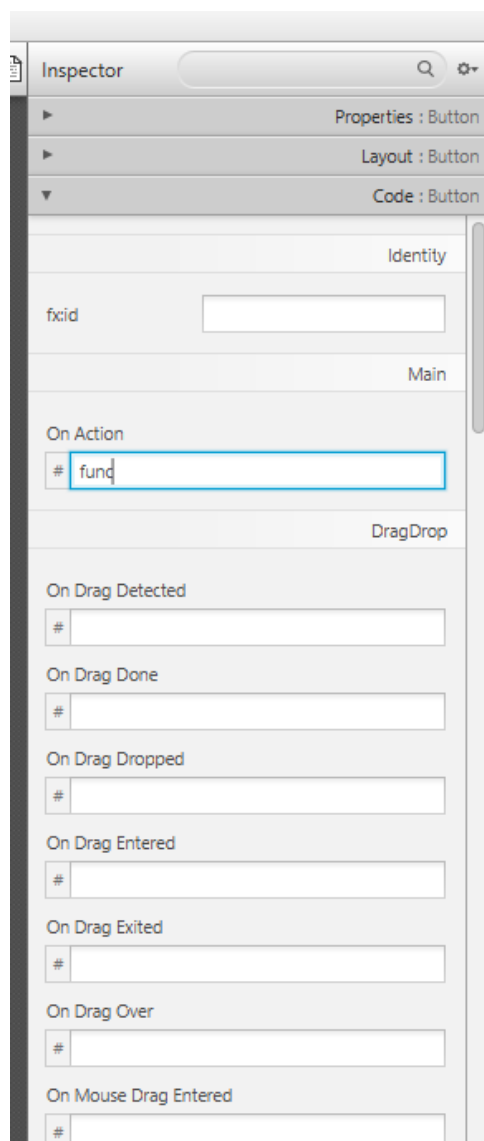 Inspector
Properties : Button
Layout : Button
Code : Button
Identity
fx:id
Main
On Action
# func
DragDrop
On Drag Detected
#
On Drag Done
#
On Drag Dropped
#
On Drag Entered
#
On Drag Exited
#
On Drag Over
#
On Mouse Drag Entered
#